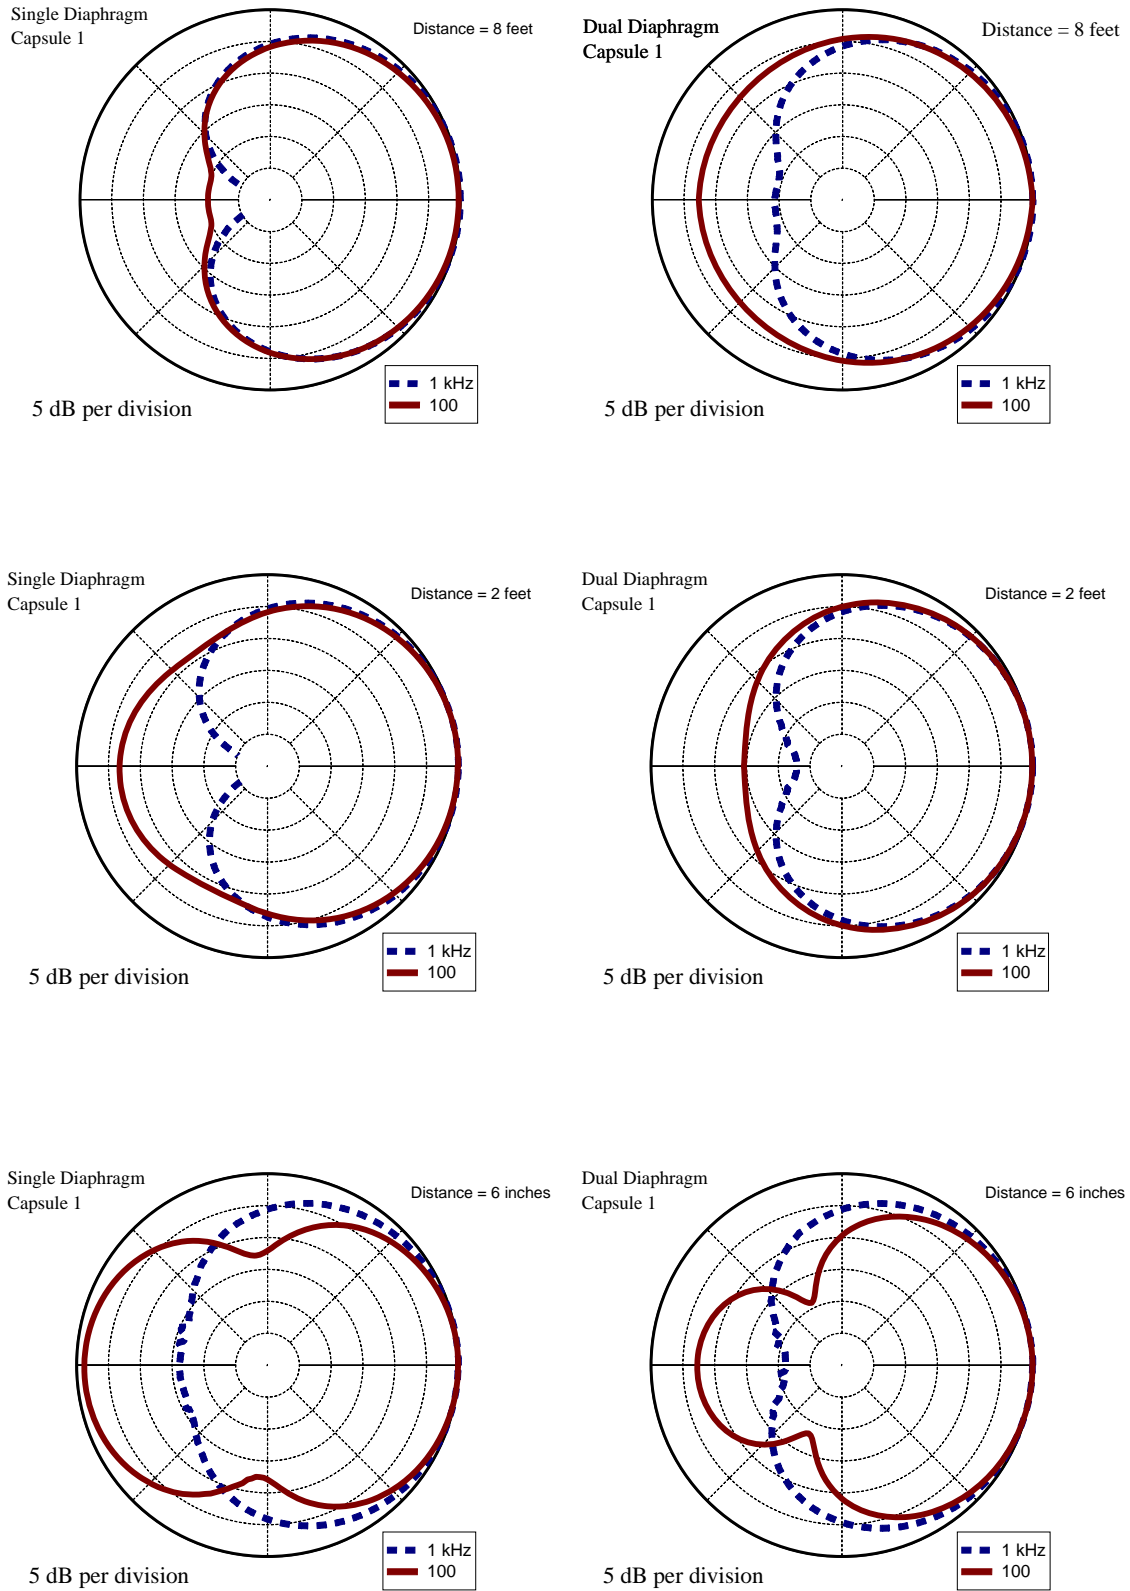 Single Diaphragm
Capsule 1
Distance = 8 feet
1 kHz
100
5 dB per division
Dual Diaphragm
Capsule 1
Distance = 8 feet
1 kHz
100
5 dB per division
Single Diaphragm
Capsule 1
Distance = 2 feet
1 kHz
100
5 dB per division
Dual Diaphragm
Capsule 1
Distance = 2 feet
1 kHz
100
5 dB per division
Single Diaphragm
Capsule 1
Distance = 6 inches
1 kHz
100
5 dB per division
Dual Diaphragm
Capsule 1
Distance = 6 inches
1 kHz
100
5 dB per division